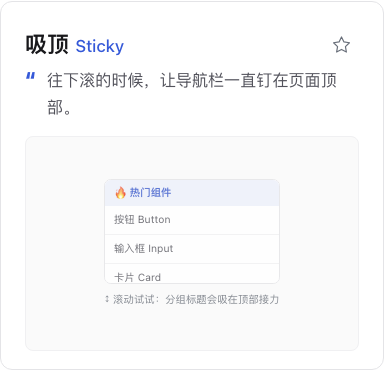 吸顶 Sticky
“ 往下滚的时候，让导航栏一直钉在页面顶
部。
🔥 热门组件
按钮 Button
输入框 Input
卡片 Card
↕ 滚动试试：分组标题会吸在顶部接力